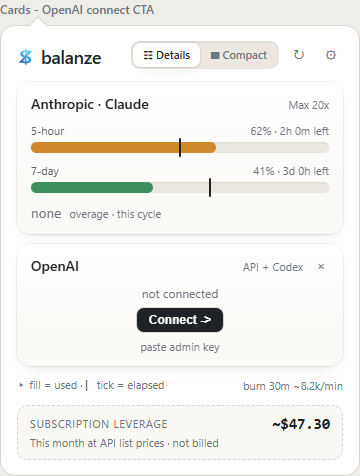 Cards - OpenAI connect CTA
balanze
Details
Compact
Anthropic · Claude
Max 20x
5-hour
62% · 2h 0m left
7-day
41% · 3d 0h left
none overage · this cycle
OpenAI
API + Codex ×
not connected
Connect ->
paste admin key
▸ fill = used · | tick = elapsed
burn 30m ~8.2k/min
SUBSCRIPTION LEVERAGE
~$47.30
This month at API list prices · not billed